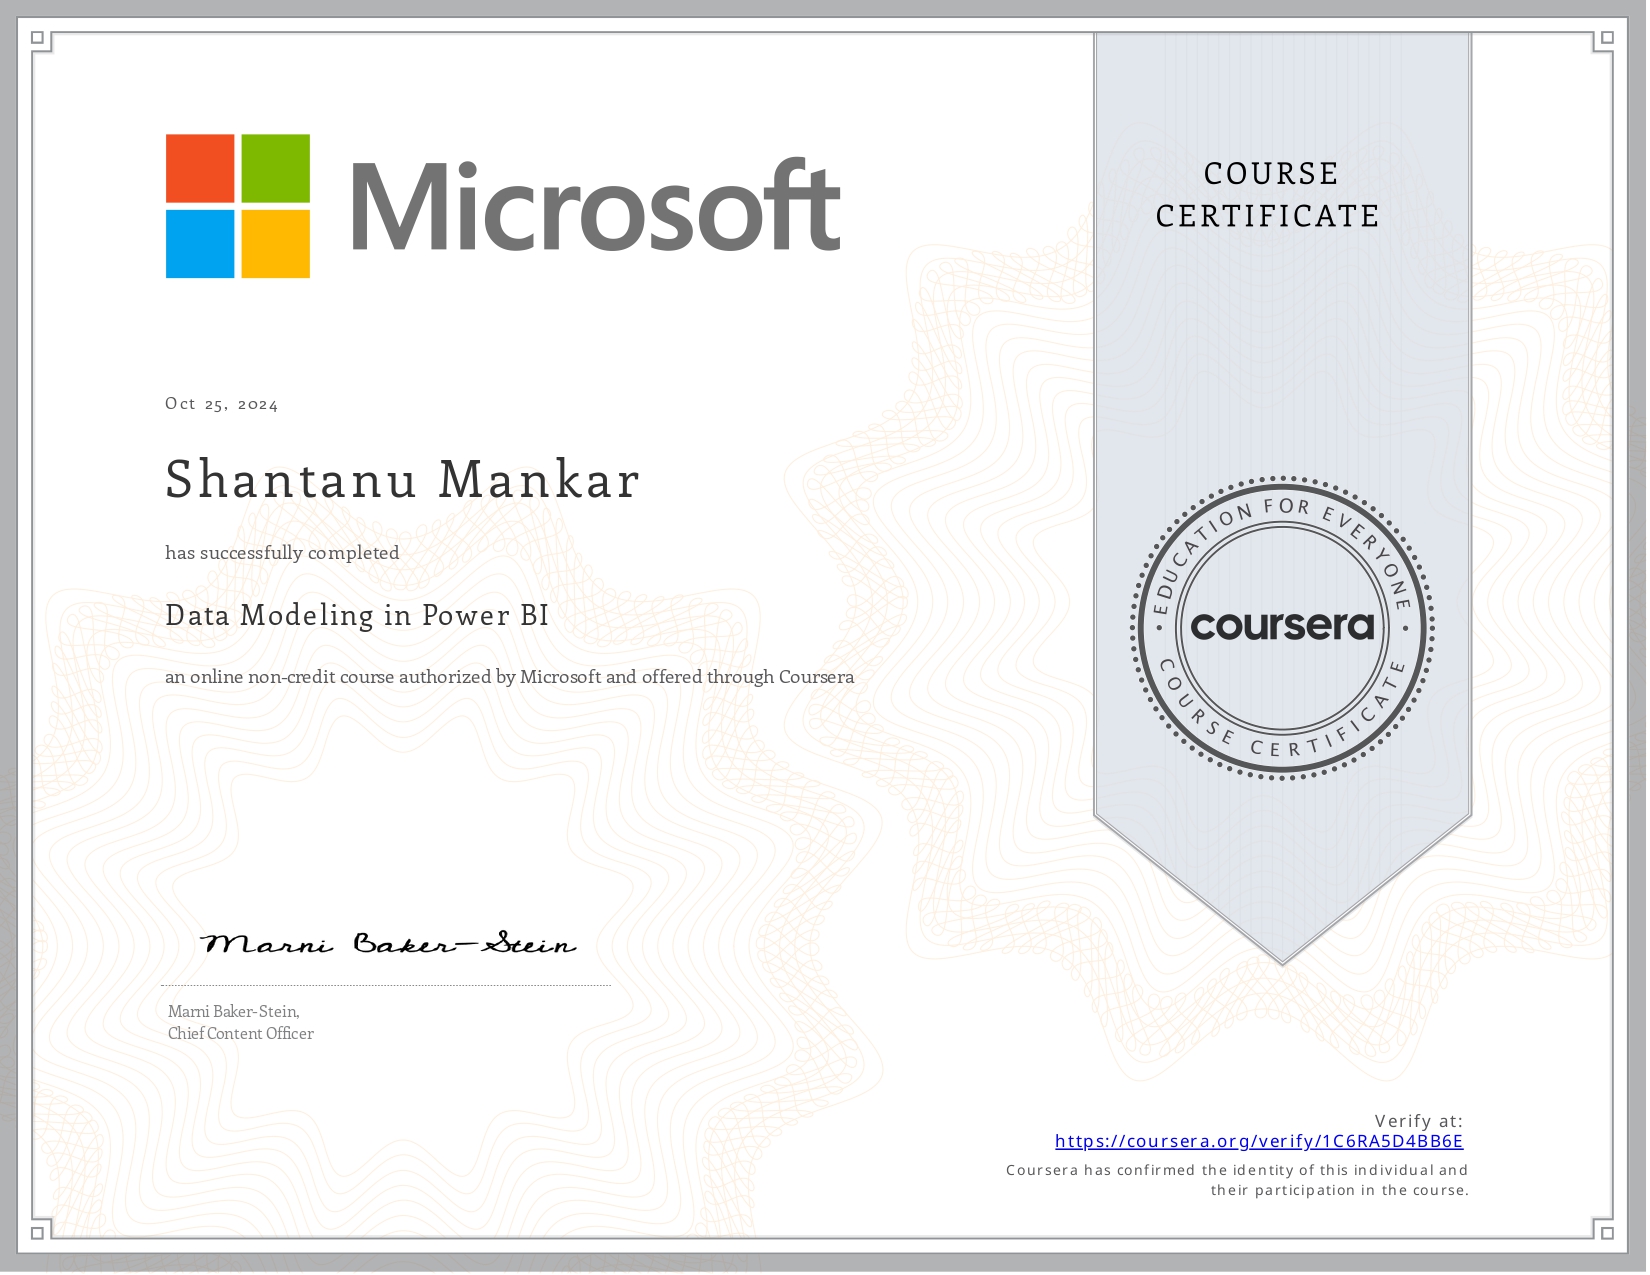 Microsoft
COURSE
CERTIFICATE
Oct 25, 2024
Shantanu Mankar
has successfully completed
Data Modeling in Power BI
an online non-credit course authorized by Microsoft and offered through Coursera
EDUCATION FOR EVERYONE
coursera
COURSE CERTIFICATE
Marni Baker-Stein
Marni Baker-Stein,
Chief Content Officer
Verify at:
https://coursera.org/verify/1C6RA5D4BB6E
Coursera has confirmed the identity of this individual and
their participation in the course.